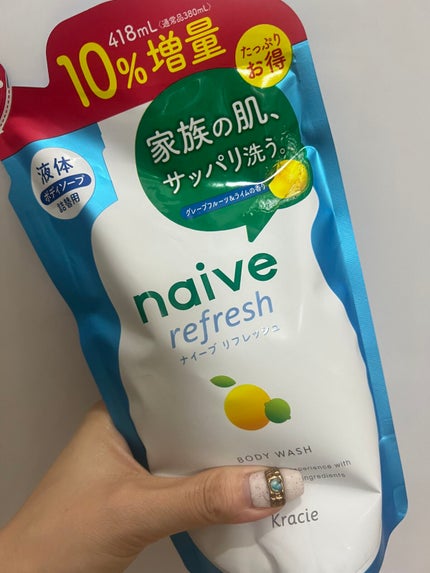 418mL（通常品380mL）
10%増量
たっぷり
お得
家族の肌、
サッパリ洗う。
グレープフルーツ&ライムの香り
液体
ボディソープ
詰替用
naive
refresh
ナイーブ リフレッシュ
BODY WASH
experience with
ingredients
Kracie